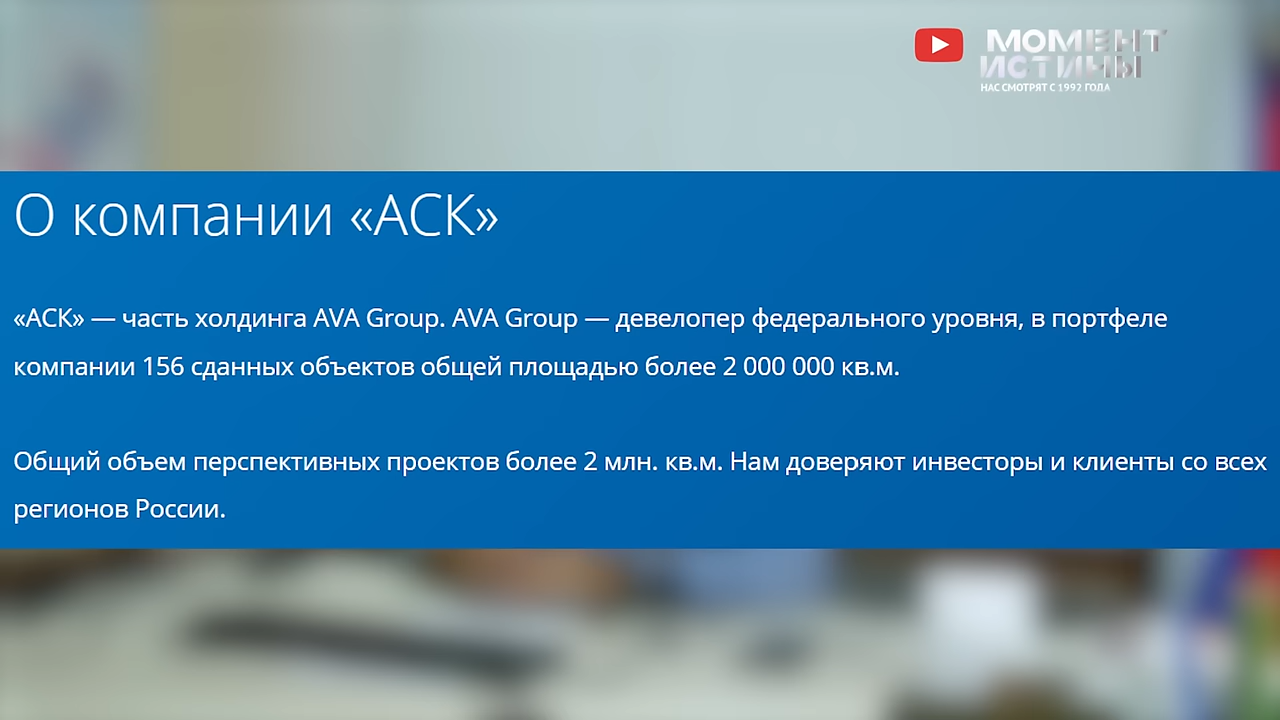 МОМЕНТ
ИСТИНЫ
НАС СМОТРЯТ С 1992 ГОДА
О компании «АСК»
«АСК» — часть холдинга AVA Group. AVA Group — девелопер федерального уровня, в портфеле
компании 156 сданных объектов общей площадью более 2 000 000 кв.м.
Общий объем перспективных проектов более 2 млн. кв.м. Нам доверяют инвесторы и клиенты со всех
регионов России.